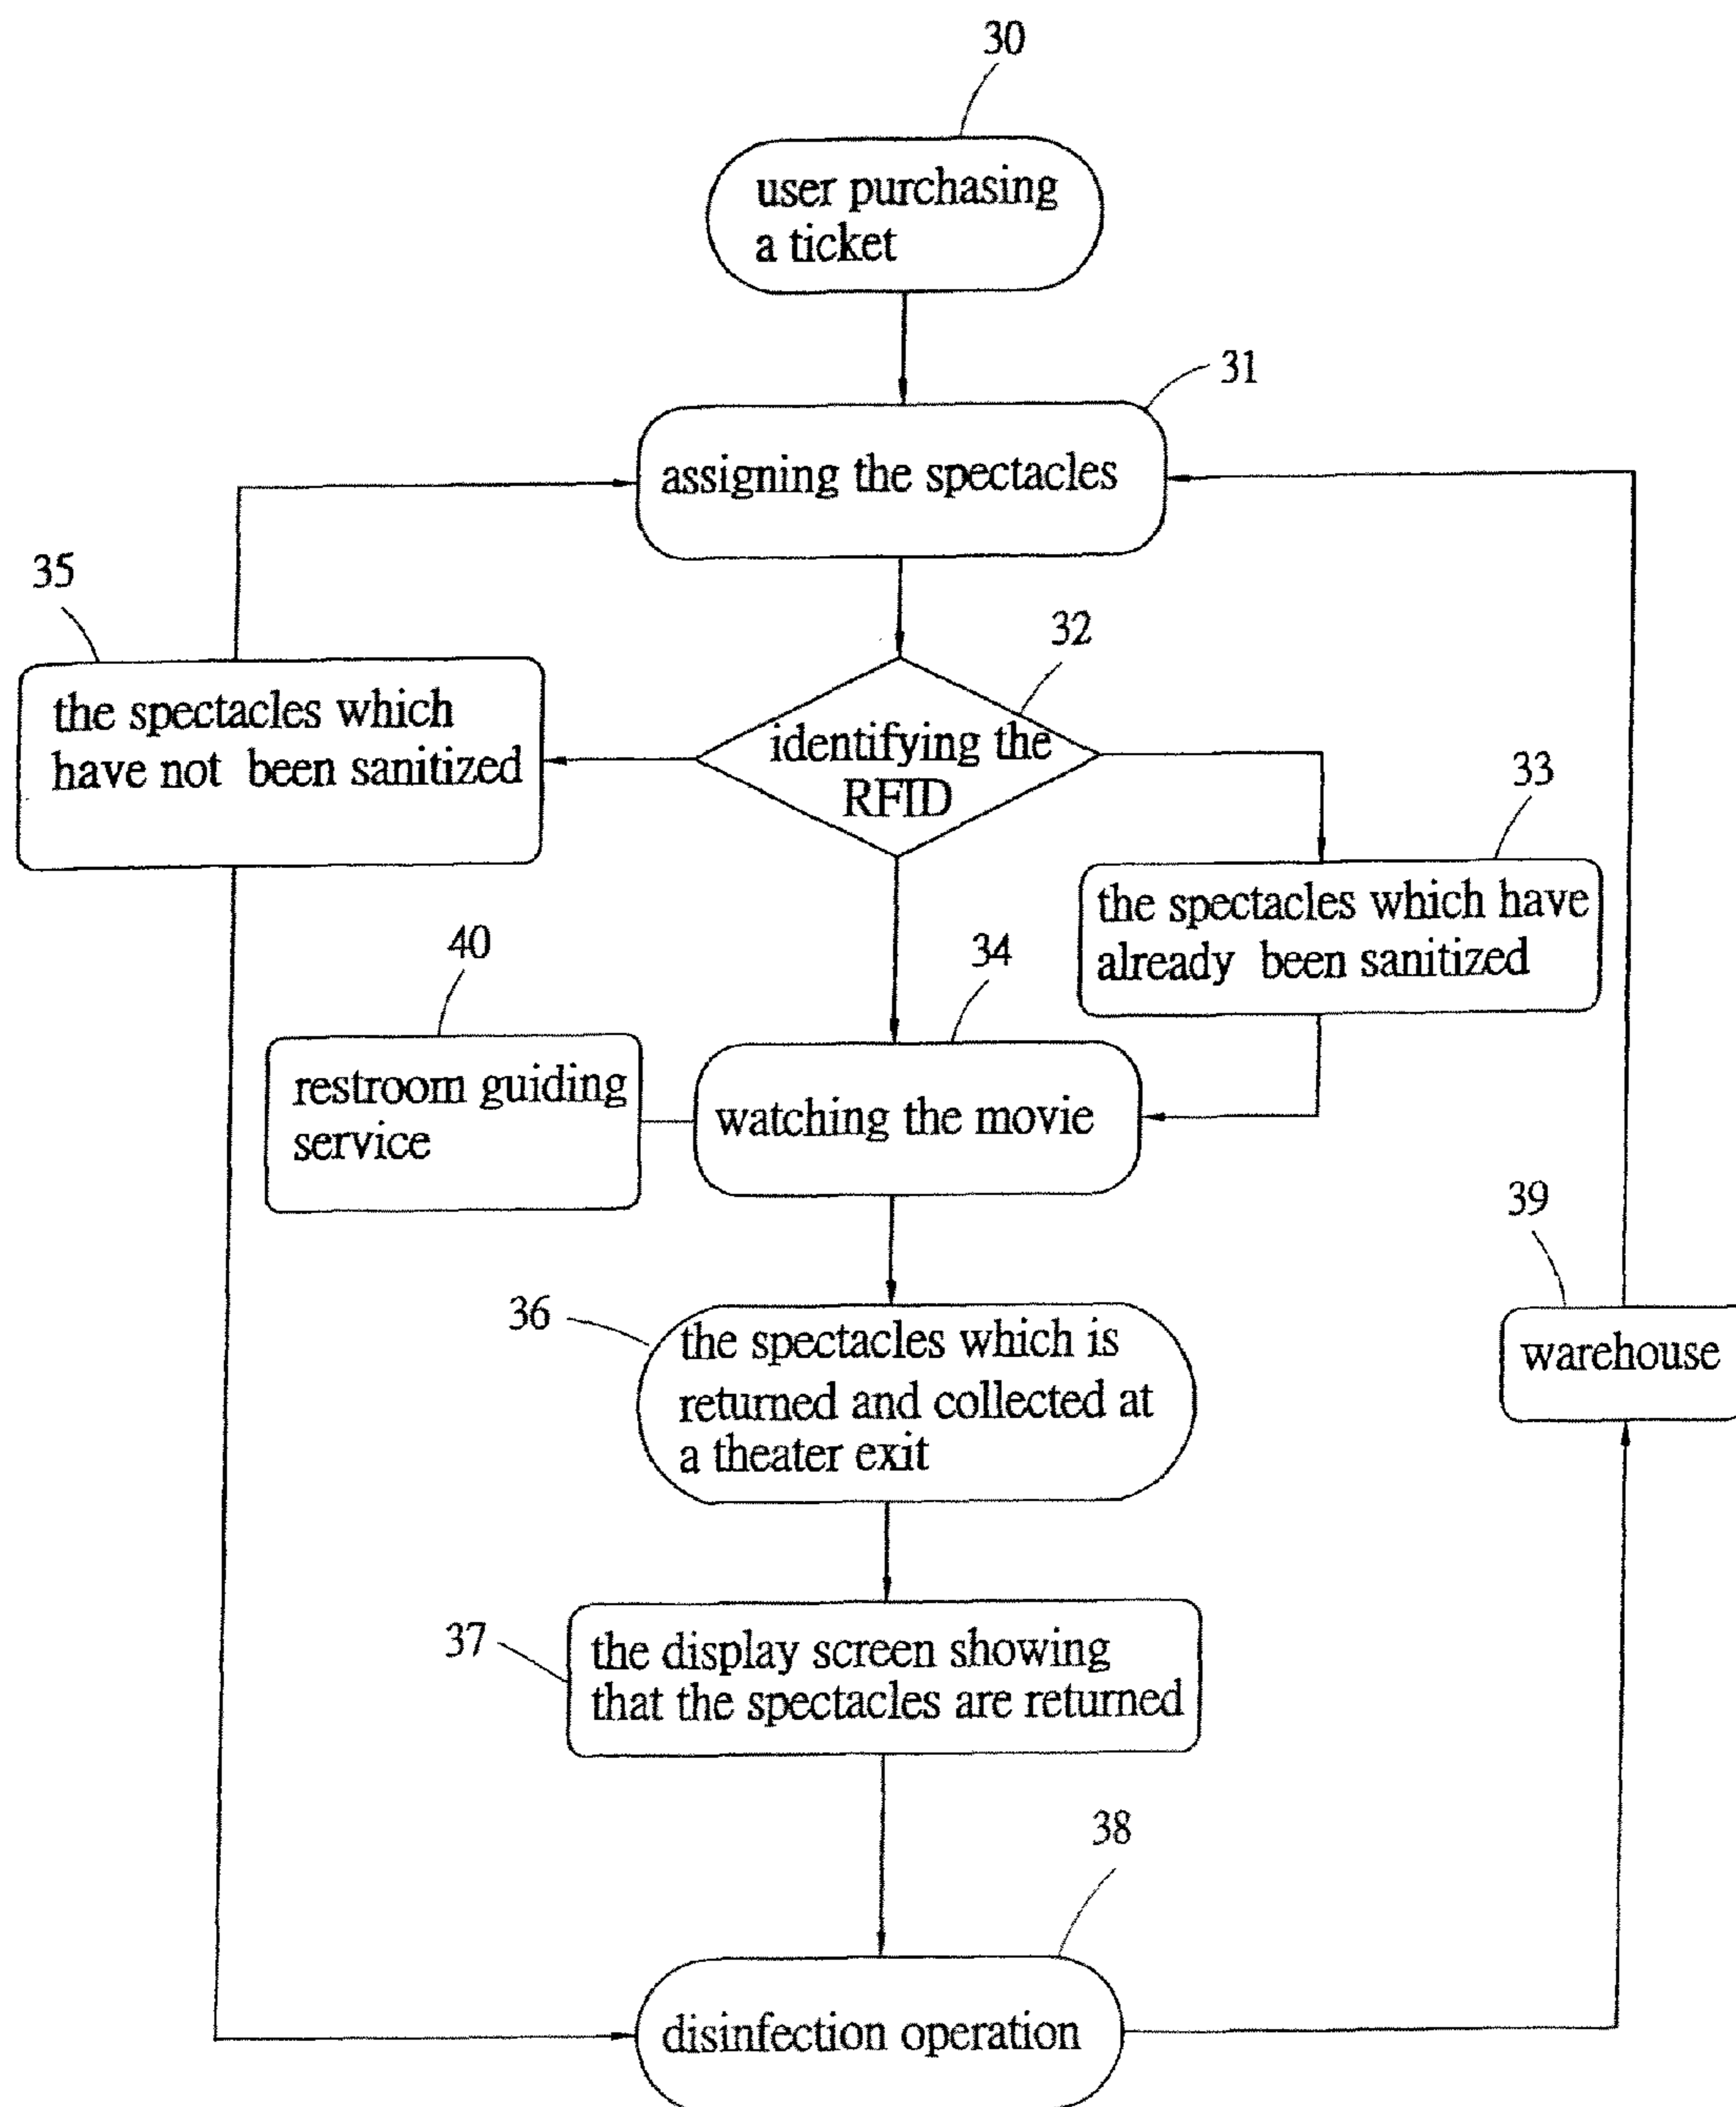 30
user purchasing
a ticket
31
assigning the spectacles
35
the spectacles which
have not been sanitized
32
identifying the
RFID
33
the spectacles which have
already been sanitized
40
restroom guiding
service
34
watching the movie
39
warehouse
36
the spectacles which is
returned and collected at
a theater exit
37
the display screen showing
that the spectacles are returned
38
disinfection operation